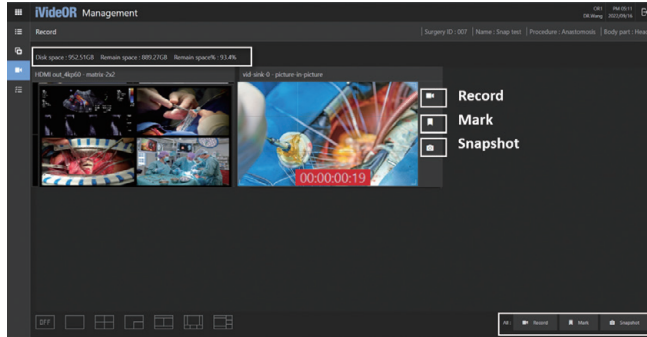 iVideOR Management
OR1 PM 05:11
DR.Wang 2022/09/16
Record
Surgery ID : 007 | Name : Snap test | Procedure : Anastomosis | Body part : Hea
Disk space : 952.51GB Remain space : 889.27GB Remain space% : 93.4%
HDMI out_4kp60 - matrix-2x2
vid-sink-0 - picture-in-picture
Record
Mark
Snapshot
00:00:00:19
OFF
All : Record Mark Snapshot